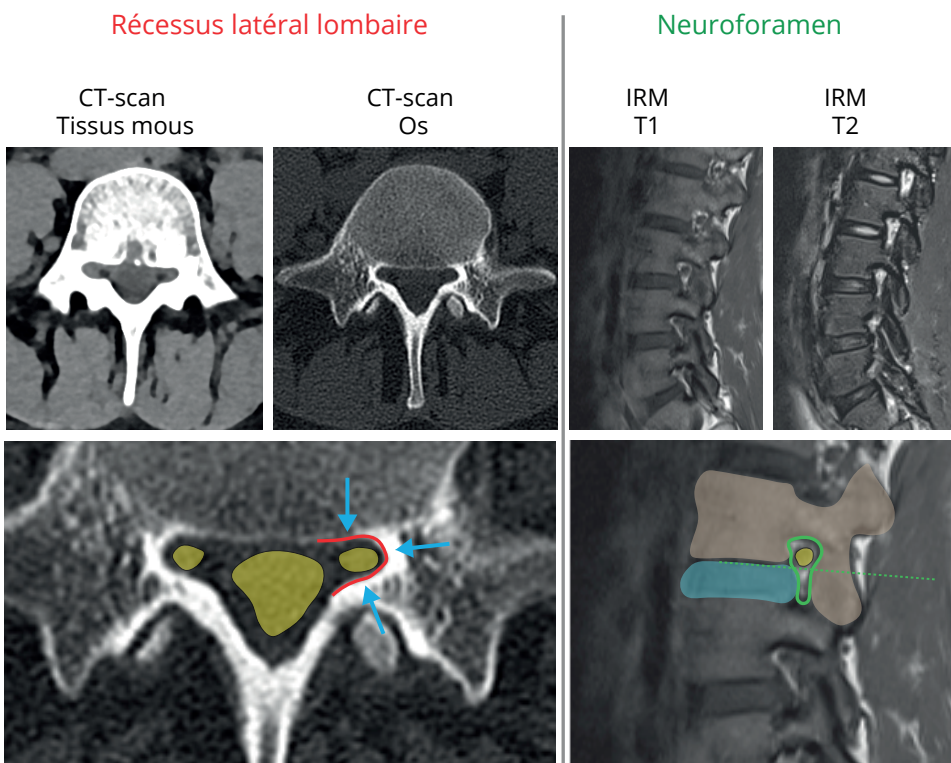 Récessus latéral lombaire
Neuroforamen
CT-scan
Tissus mous
CT-scan
Os
IRM
T1
IRM
T2